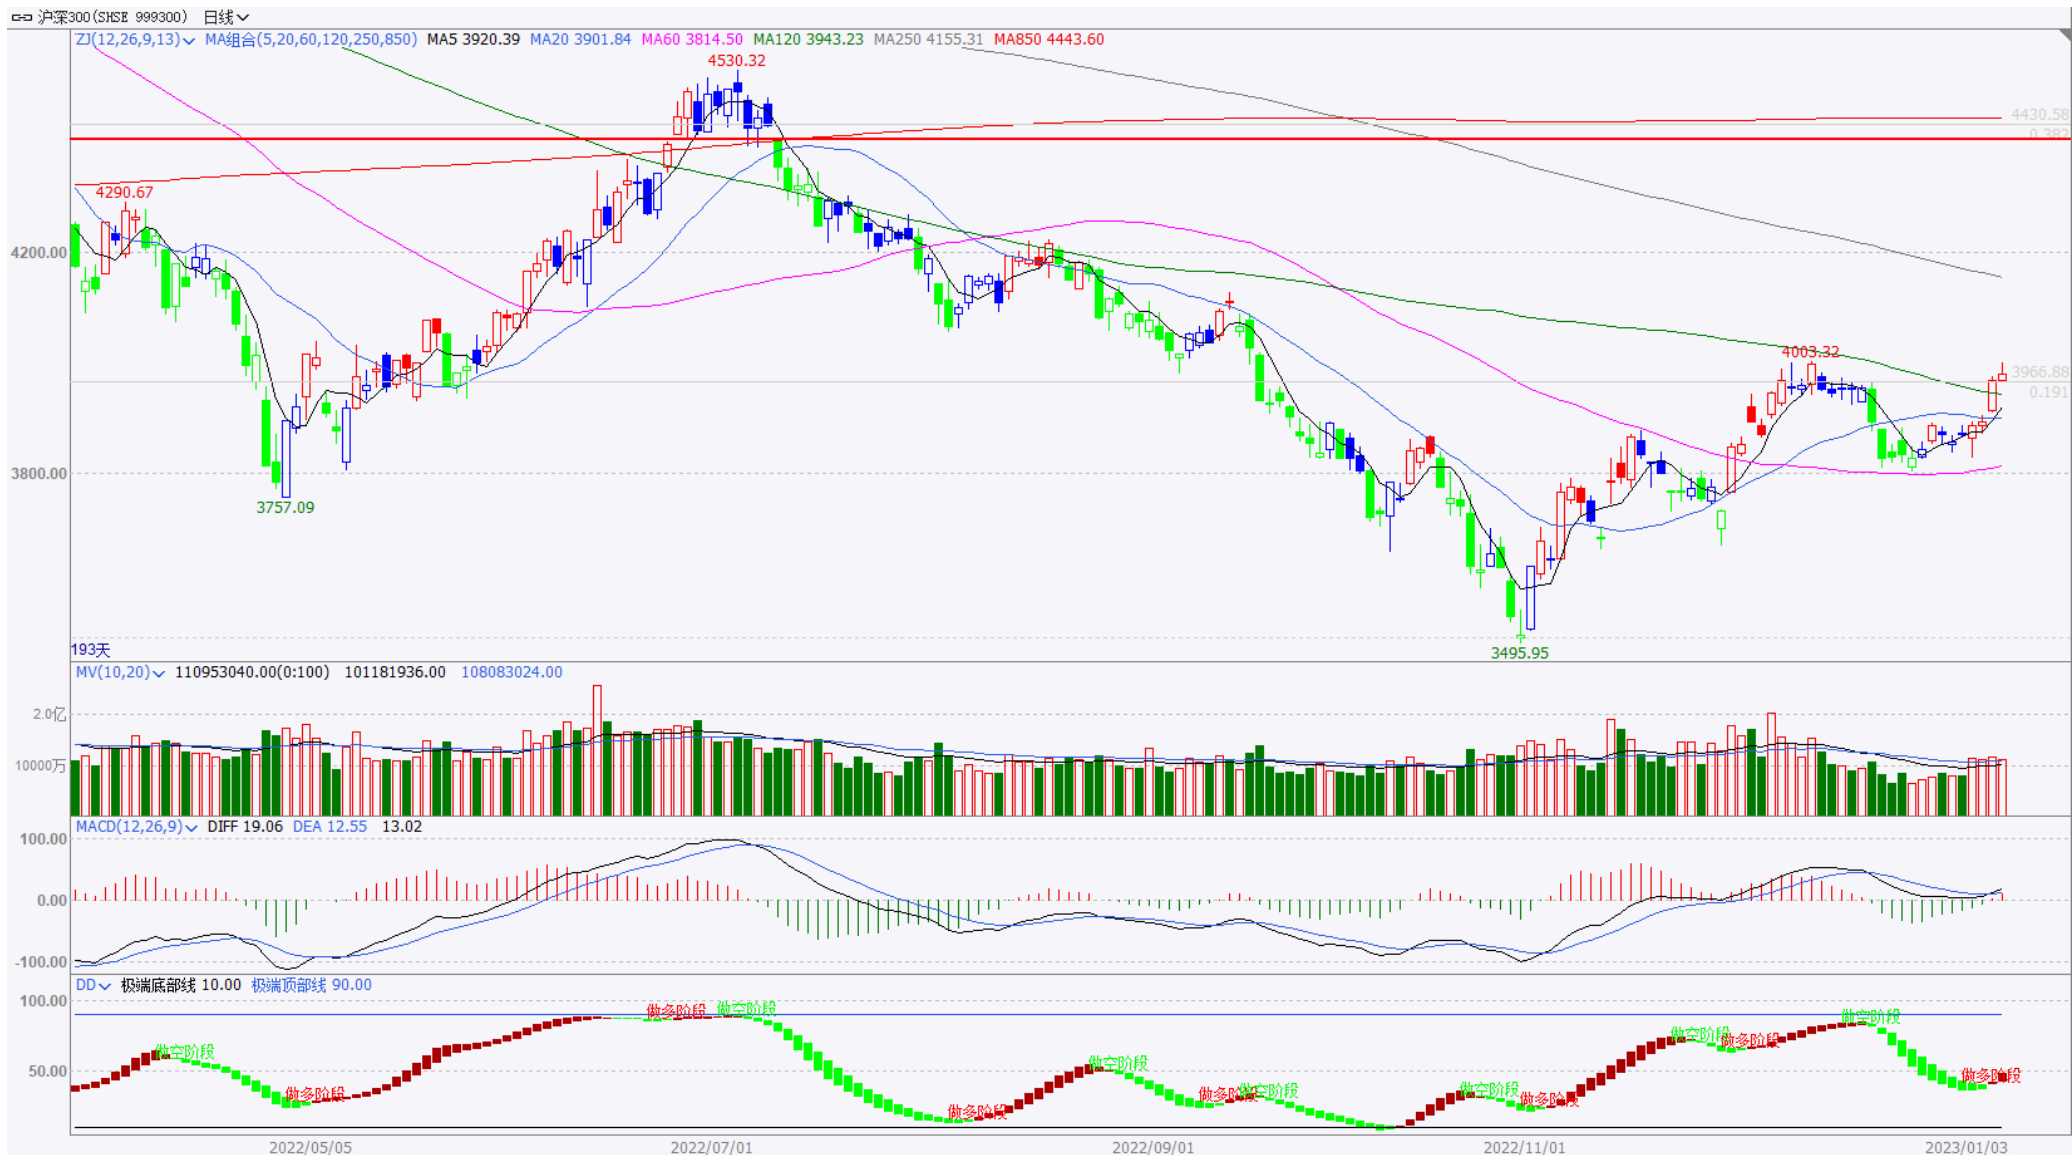 沪深300(SHSE 999300) 日线
ZJ(12,26,9,13) MA组合(5,20,60,120,250,850) MA5 3920.39 MA20 3901.84 MA60 3814.50 MA120 3943.23 MA250 4155.31 MA850 4443.60
4530.32
4430.58
0.382
4290.67
4200.00
4003.32
3966.88
0.191
3800.00
3757.09
3495.95
193天
MV(10,20) 110953040.00(0:100) 101181936.00 108083024.00
2.0亿
10000万
MACD(12,26,9) DIFF 19.06 DEA 12.55 13.02
100.00
0.00
-100.00
DD 极端底部线 10.00 极端顶部线 90.00
100.00
做多阶段 做空阶段 做空阶段
做空阶段 做空阶段 做空阶段 做多阶段
50.00
做多阶段 做多阶段 做多阶段 做空阶段 做空阶段 做多阶段 做多阶段
2022/05/05 2022/07/01 2022/09/01 2022/11/01 2023/01/03